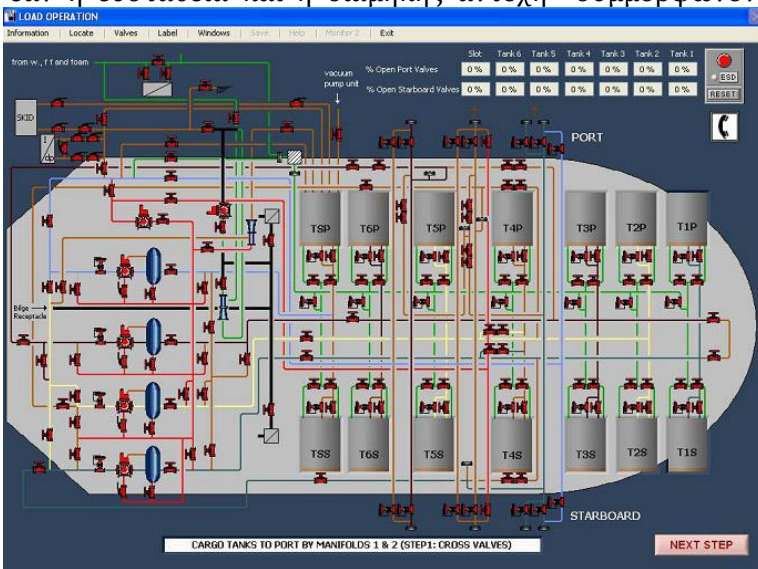 LOAD OPERATION
Information Locate Valves Label Windows Save Help Monitor 2 Exit
Slot Tank 6 Tank 5 Tank 4 Tank 3 Tank 2 Tank 1
% Open Port Valves 0 % 0 % 0 % 0 % 0 % 0 % 0 %
% Open Starboard Valves 0 % 0 % 0 % 0 % 0 % 0 % 0 %
ESD
RESET
from w., f f and foam
vacuum
pump unit
SKID
PORT
TSP T6P T5P T4P T3P T2P T1P
Bilge
Receptacle
TSS T6S T5S T4S T3S T2S T1S
STARBOARD
CARGO TANKS TO PORT BY MANIFOLDS 1 & 2 (STEP1: CROSS VALVES)
NEXT STEP